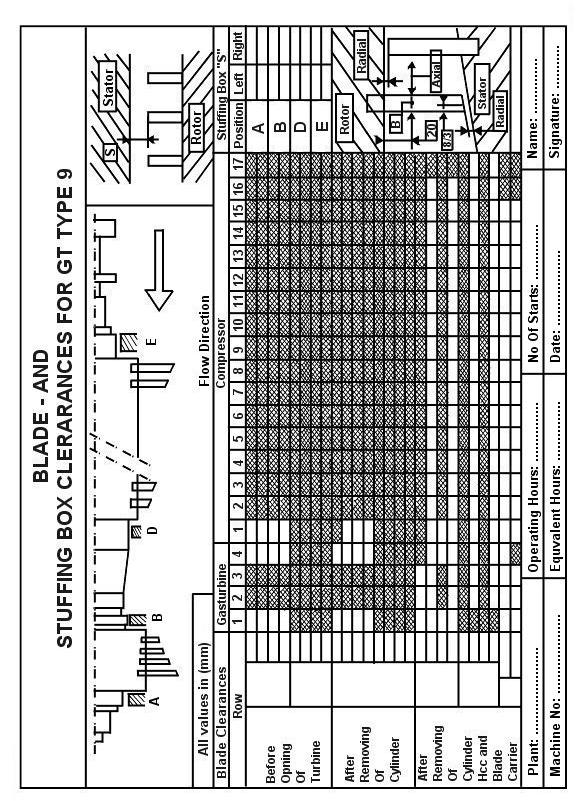 BLADE - AND
STUFFING BOX CLERARANCES FOR GT TYPE 9
A
B
D
E
Flow Direction
S
Stator
Rotor
All values in (mm)
Blade Clearances
Gasturbine
Compressor
Stuffing Box "S"
Row
1 2 3 4 1 2 3 4 5 6 7 8 9 10 11 12 13 14 15 16 17
Position Left Right
A
B
D
E
Before
Opning
Of
Turbine
After
Removing
Of
Cylinder
After
Removing
Of
Cylinder
Hcc and
Blade
Carrier
Rotor
Radial
B
20
8/3
Axial
Stator
Radial
Plant: ................ Operating Hours: ................ No Of Starts: ................ Name: ................
Machine No: ................ Equvalent Hours: ................ Date: ................ Signature: ................